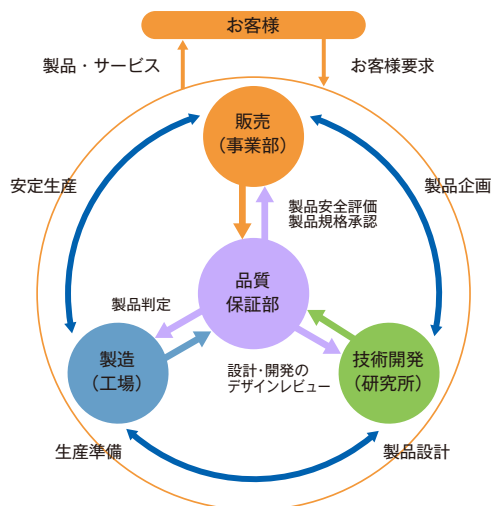 お客様
製品・サービス
お客様要求
販売
（事業部）
安定生産
製品企画
製品安全評価
製品規格承認
品質
保証部
製品判定
製造
（工場）
設計・開発の
デザインレビュー
技術開発
（研究所）
生産準備
製品設計